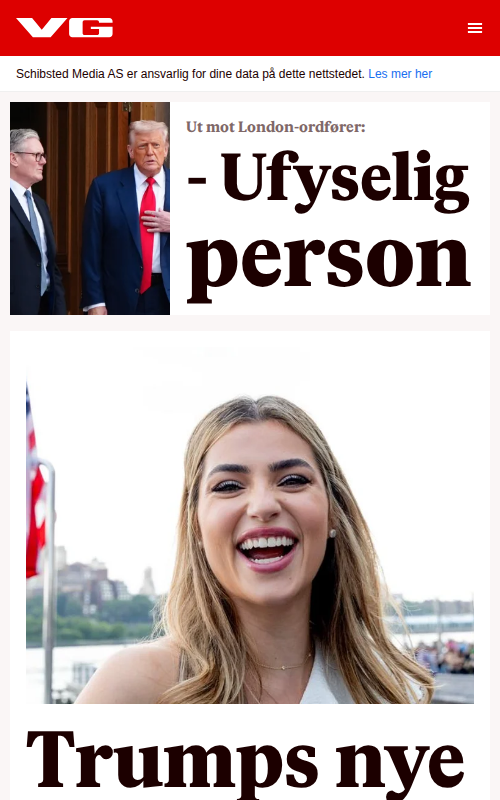 VG
Schibsted Media AS er ansvarlig for dine data på dette nettstedet. Les mer her
Ut mot London-ordfører:
- Ufyselig
person
Trumps nye